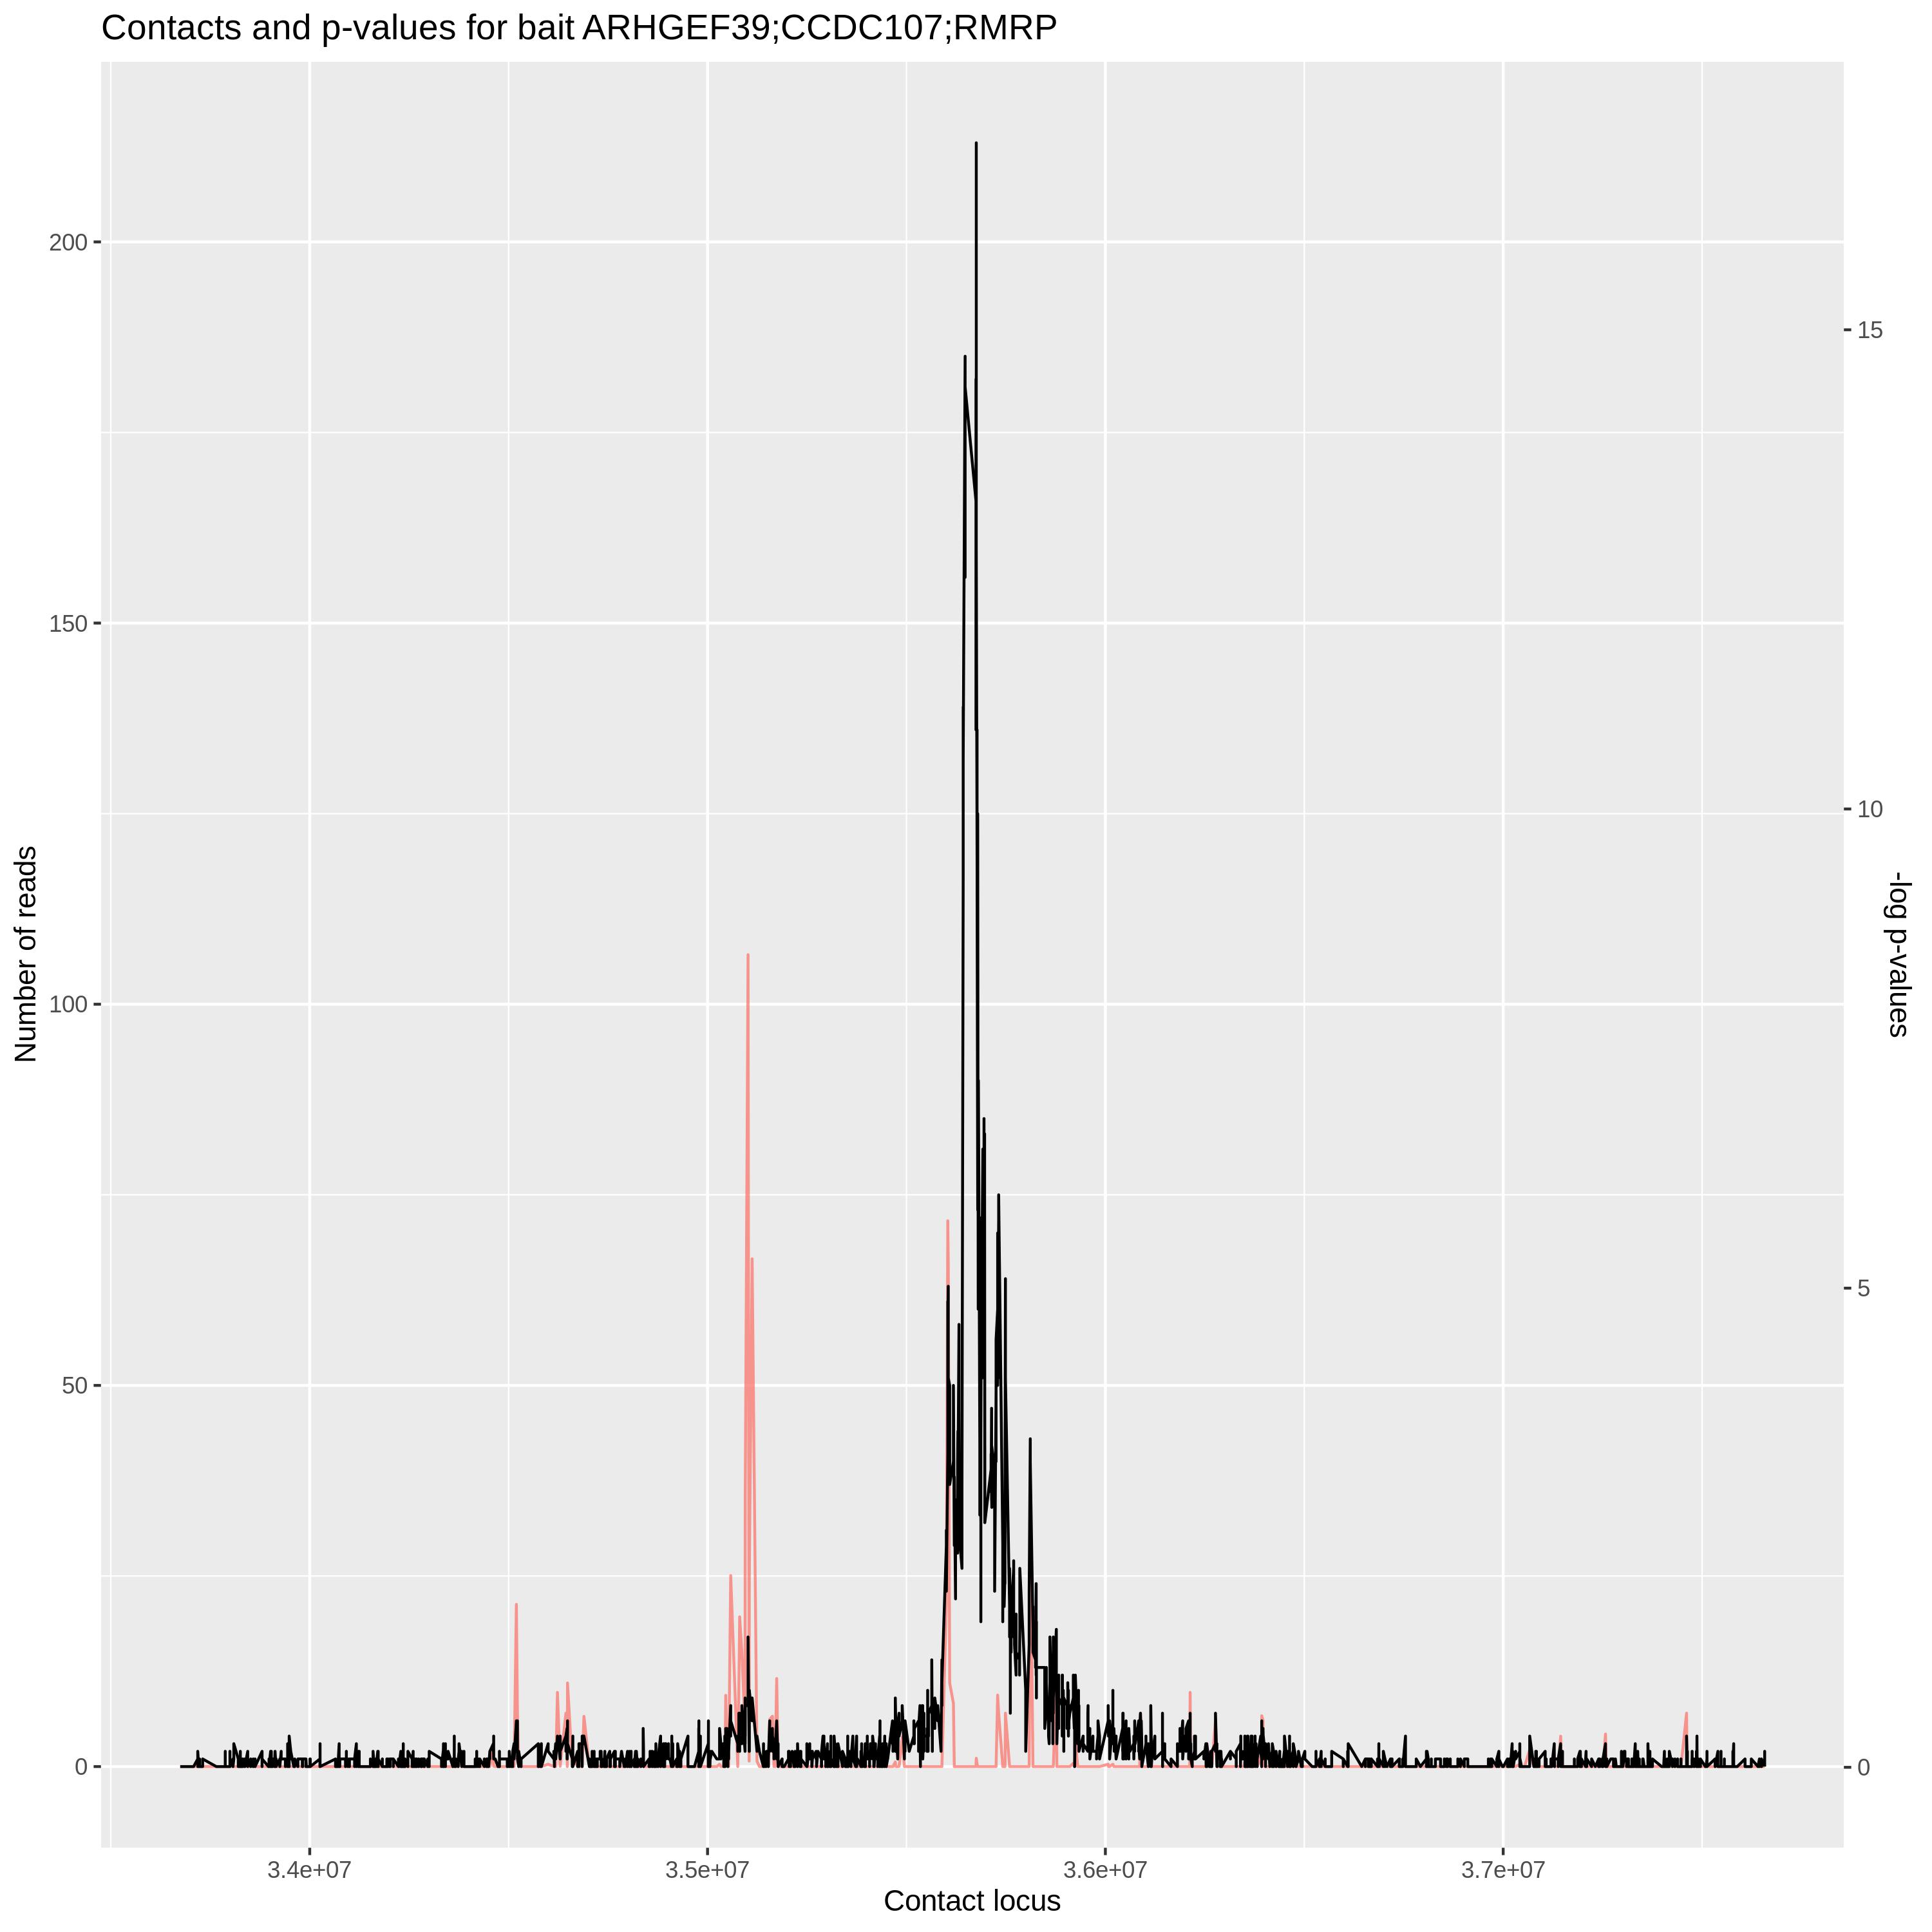 Contacts and p-values for bait ARHGEF39;CCDC107;RMRP
200
150
100
50
0
Number of reads
15
10
5
0
-log p-values
3.4e+07 3.5e+07 3.6e+07 3.7e+07
Contact locus